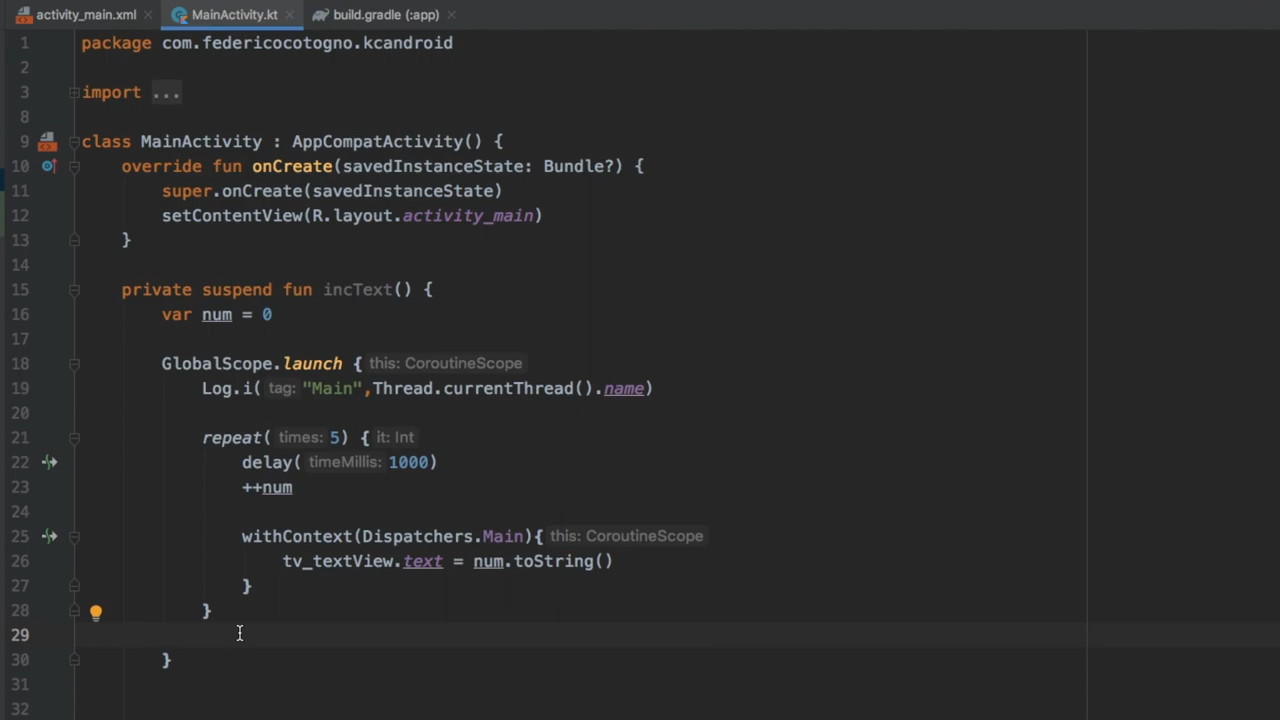 activity_main.xml MainActivity.kt build.gradle (:app)
1 package com.federicocotogno.kcandroid
2
3 import ...
8
9 class MainActivity : AppCompatActivity() {
10 override fun onCreate(savedInstanceState: Bundle?) {
11 super.onCreate(savedInstanceState)
12 setContentView(R.layout.activity_main)
13 }
14
15 private suspend fun incText() {
16 var num = 0
17
18 GlobalScope.launch { this: CoroutineScope
19 Log.i( tag: "Main",Thread.currentThread().name)
20
21 repeat( times: 5) { it: Int
22 delay( timeMillis: 1000)
23 ++num
24
25 withContext(Dispatchers.Main){ this: CoroutineScope
26 tv_textView.text = num.toString()
27 }
28 }
29
30 }
31
32